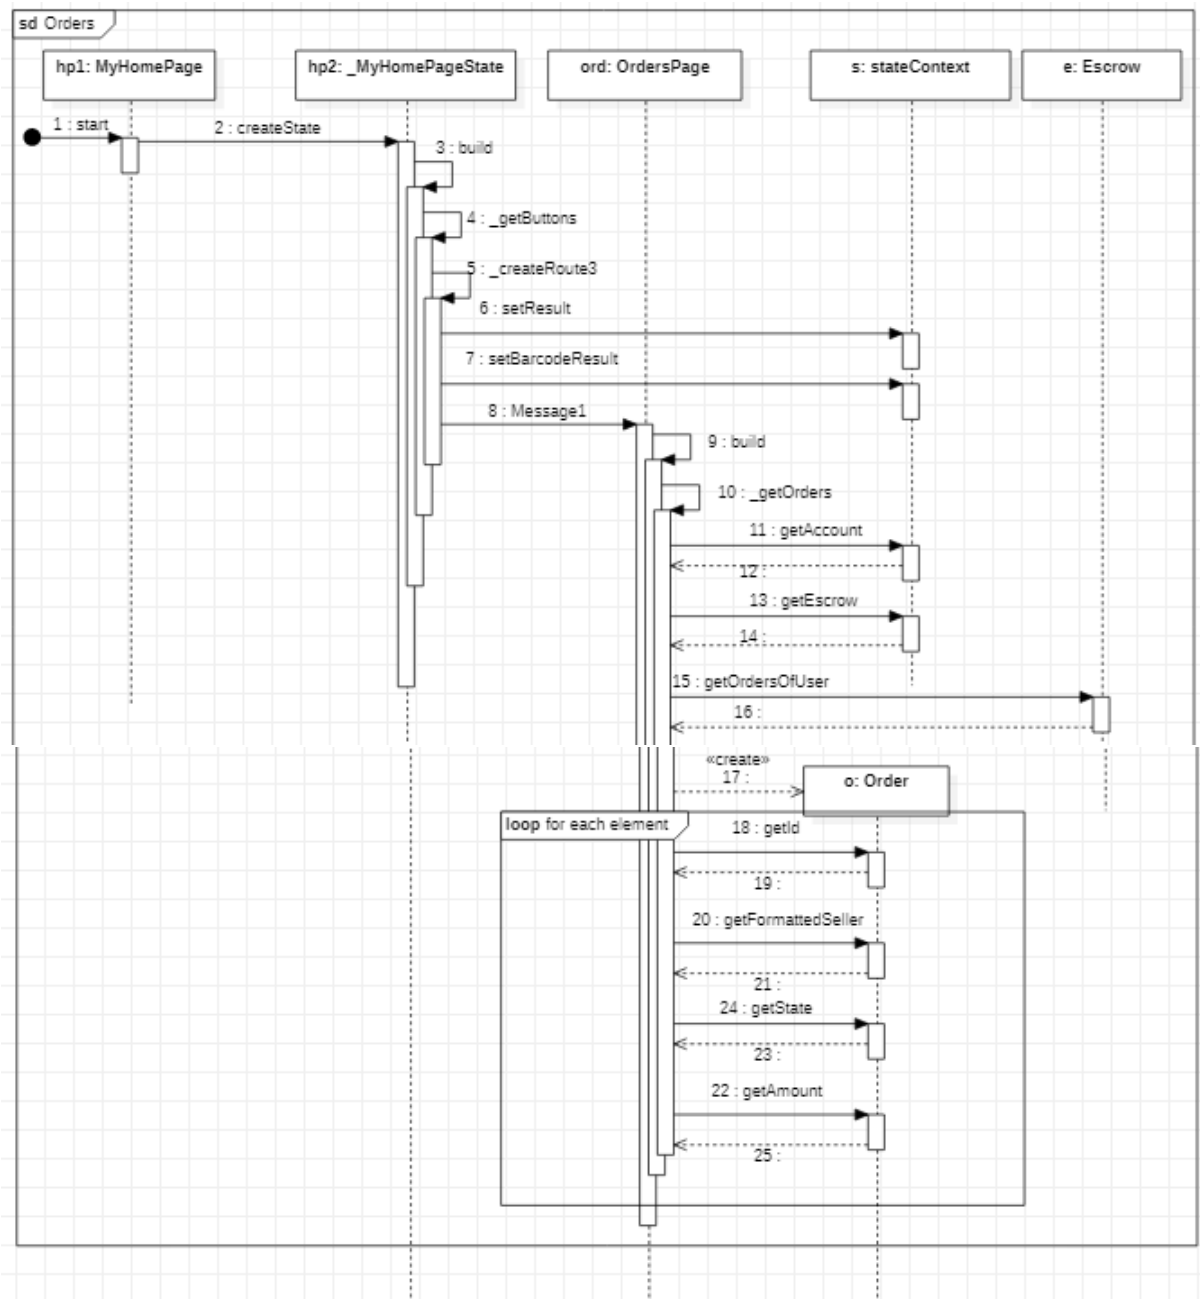 sd Orders
hp1: MyHomePage
hp2: _MyHomePageState
ord: OrdersPage
s: stateContext
e: Escrow
1 : start
2 : createState
3 : build
4 : _getButtons
5 : _createRoute3
6 : setResult
7 : setBarcodeResult
8 : Message1
9 : build
10 : _getOrders
11 : getAccount
12 :
13 : getEscrow
14 :
15 : getOrdersOfUser
16 :
«create»
17 :
o: Order
loop for each element
18 : getId
19 :
20 : getFormattedSeller
21 :
24 : getState
23 :
22 : getAmount
25 :